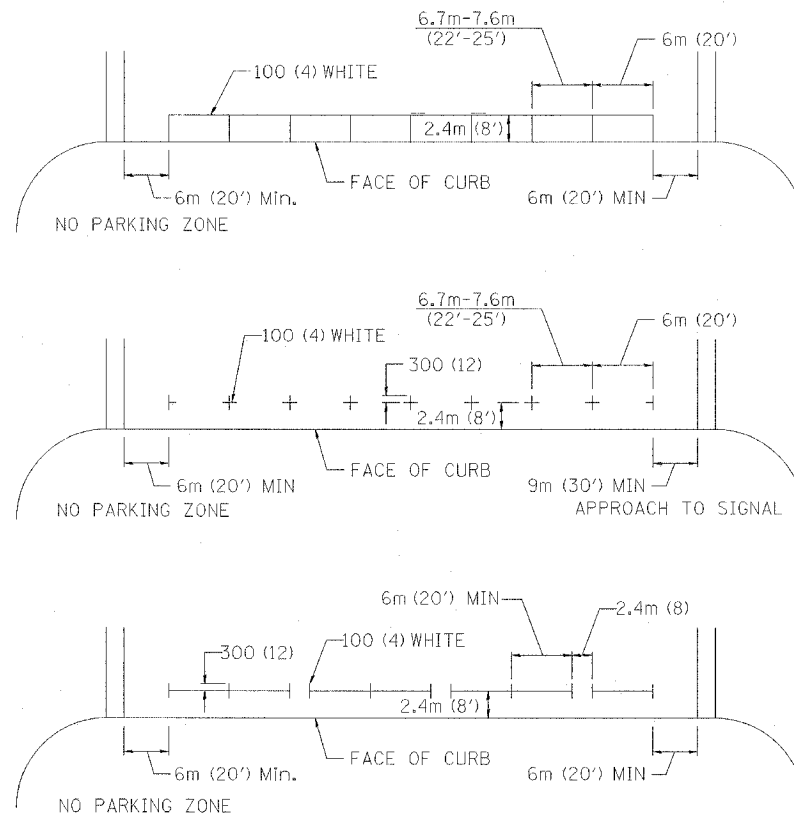 6.7m-7.6m
(22'-25')
6m (20')
100 (4) WHITE
2.4m (8')
6m (20') Min.
FACE OF CURB
6m (20') MIN
NO PARKING ZONE
6.7m-7.6m
(22'-25')
6m (20')
100 (4) WHITE
300 (12)
2.4m (8')
6m (20') MIN
FACE OF CURB
9m (30') MIN
NO PARKING ZONE
APPROACH TO SIGNAL
6m (20') MIN
2.4m (8)
300 (12)
100 (4) WHITE
2.4m (8')
6m (20') Min.
FACE OF CURB
6m (20') MIN
NO PARKING ZONE